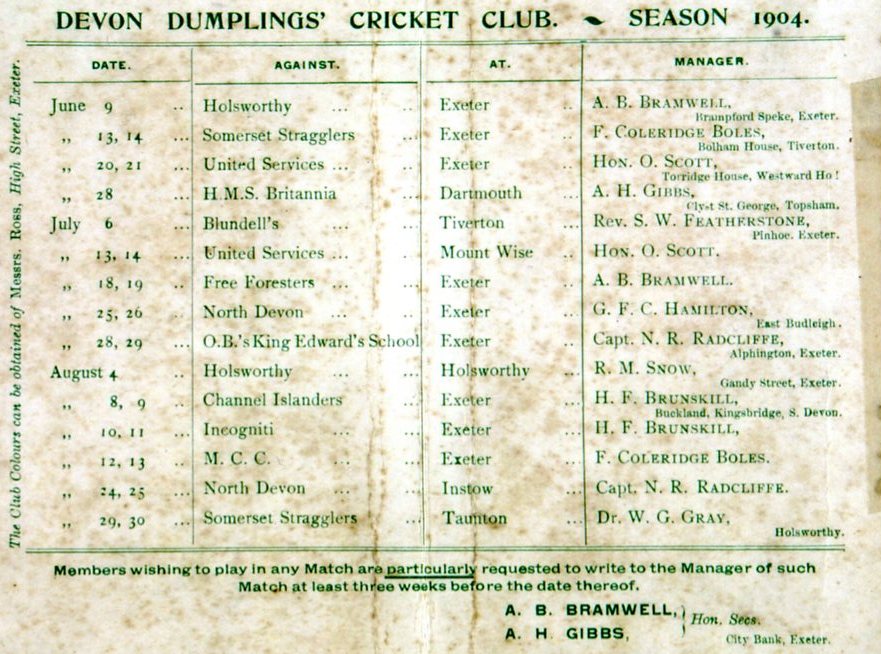 DEVON DUMPLINGS' CRICKET CLUB. SEASON 1904.
DATE. AGAINST. AT. MANAGER.
June 9 .. Holsworthy ... ... Exeter .. A. B. BRAMWELL,
Brampford Speke, Exeter.
„ 13, 14 ... Somerset Stragglers ... Exeter ... F. COLERIDGE BOLES,
Bolham House, Tiverton.
„ 20, 21 ... United Services ... ... Exeter ... HON. O. SCOTT,
Torridge House, Westward Ho!
„ 28 ... H.M.S. Britannia ... Dartmouth ... A. H. GIBBS,
Clyst St. George, Topsham.
July 6 .. Blundell's ... ... Tiverton ... Rev. S. W. FEATHERSTONE,
Pinhoe. Exeter.
„ 13, 14 ... United Services ... ... Mount Wise ... HON. O. SCOTT.
„ 18, 19 ... Free Foresters ... ... Exeter ... A. B. BRAMWELL.
„ 25, 26 ... North Devon ... ... Exeter ... G. F. C. HAMILTON,
East Budleigh.
„ 28, 29 ... O.B.'s King Edward's School Exeter ... Capt. N. R. RADCLIFFE,
Alphington, Exeter.
August 4 .. Holsworthy ... ... Holsworthy ... R. M. SNOW,
Gandy Street, Exeter.
„ 8, 9 ... Channel Islanders ... Exeter ... H. F. BRUNSKILL,
Buckland, Kingsbridge, S. Devon.
„ 10, 11 ... Incogniti ... ... Exeter ... H. F. BRUNSKILL,
„ 12, 13 ... M. C. C. ... ... Exeter ... F. COLERIDGE BOLES.
„ 24, 25 ... North Devon ... ... Instow ... Capt. N. R. RADCLIFFE.
„ 29, 30 ... Somerset Stragglers ... Taunton ... Dr. W. G. GRAY,
Holsworthy.
Members wishing to play in any Match are particularly requested to write to the Manager of such
Match at least three weeks before the date thereof.
A. B. BRAMWELL,
A. H. GIBBS,
Hon. Secs.
City Bank, Exeter.
The Club Colours can be obtained of Messrs. Ross, High Street, Exeter.